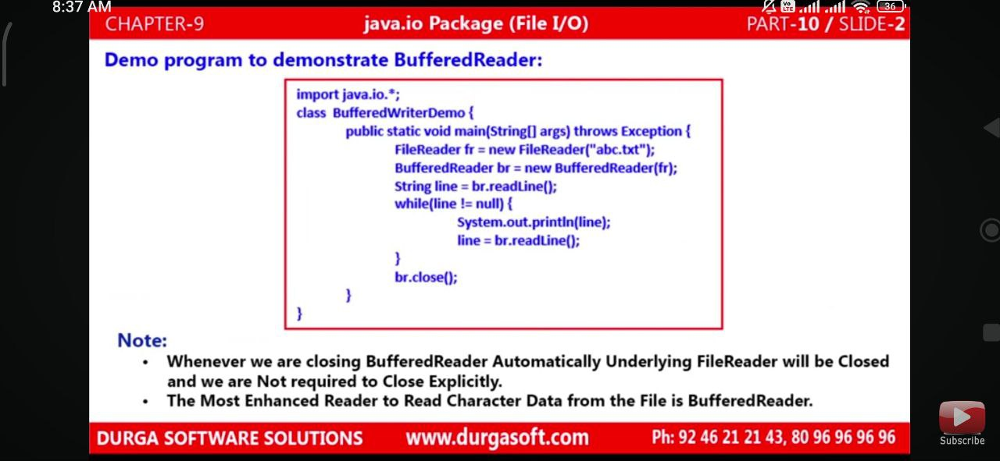 8:37 AM
Vo
LTE
36
CHAPTER-9 java.io Package (File I/O) PART-10 / SLIDE-2
Demo program to demonstrate BufferedReader:
import java.io.*;
class BufferedWriterDemo {
public static void main(String[] args) throws Exception {
FileReader fr = new FileReader("abc.txt");
BufferedReader br = new BufferedReader(fr);
String line = br.readLine();
while(line != null) {
System.out.println(line);
line = br.readLine();
}
br.close();
}
}
Note:
• Whenever we are closing BufferedReader Automatically Underlying FileReader will be Closed
and we are Not required to Close Explicitly.
• The Most Enhanced Reader to Read Character Data from the File is BufferedReader.
DURGA SOFTWARE SOLUTIONS www.durgasoft.com Ph: 92 46 21 21 43, 80 96 96 96 96
Subscribe